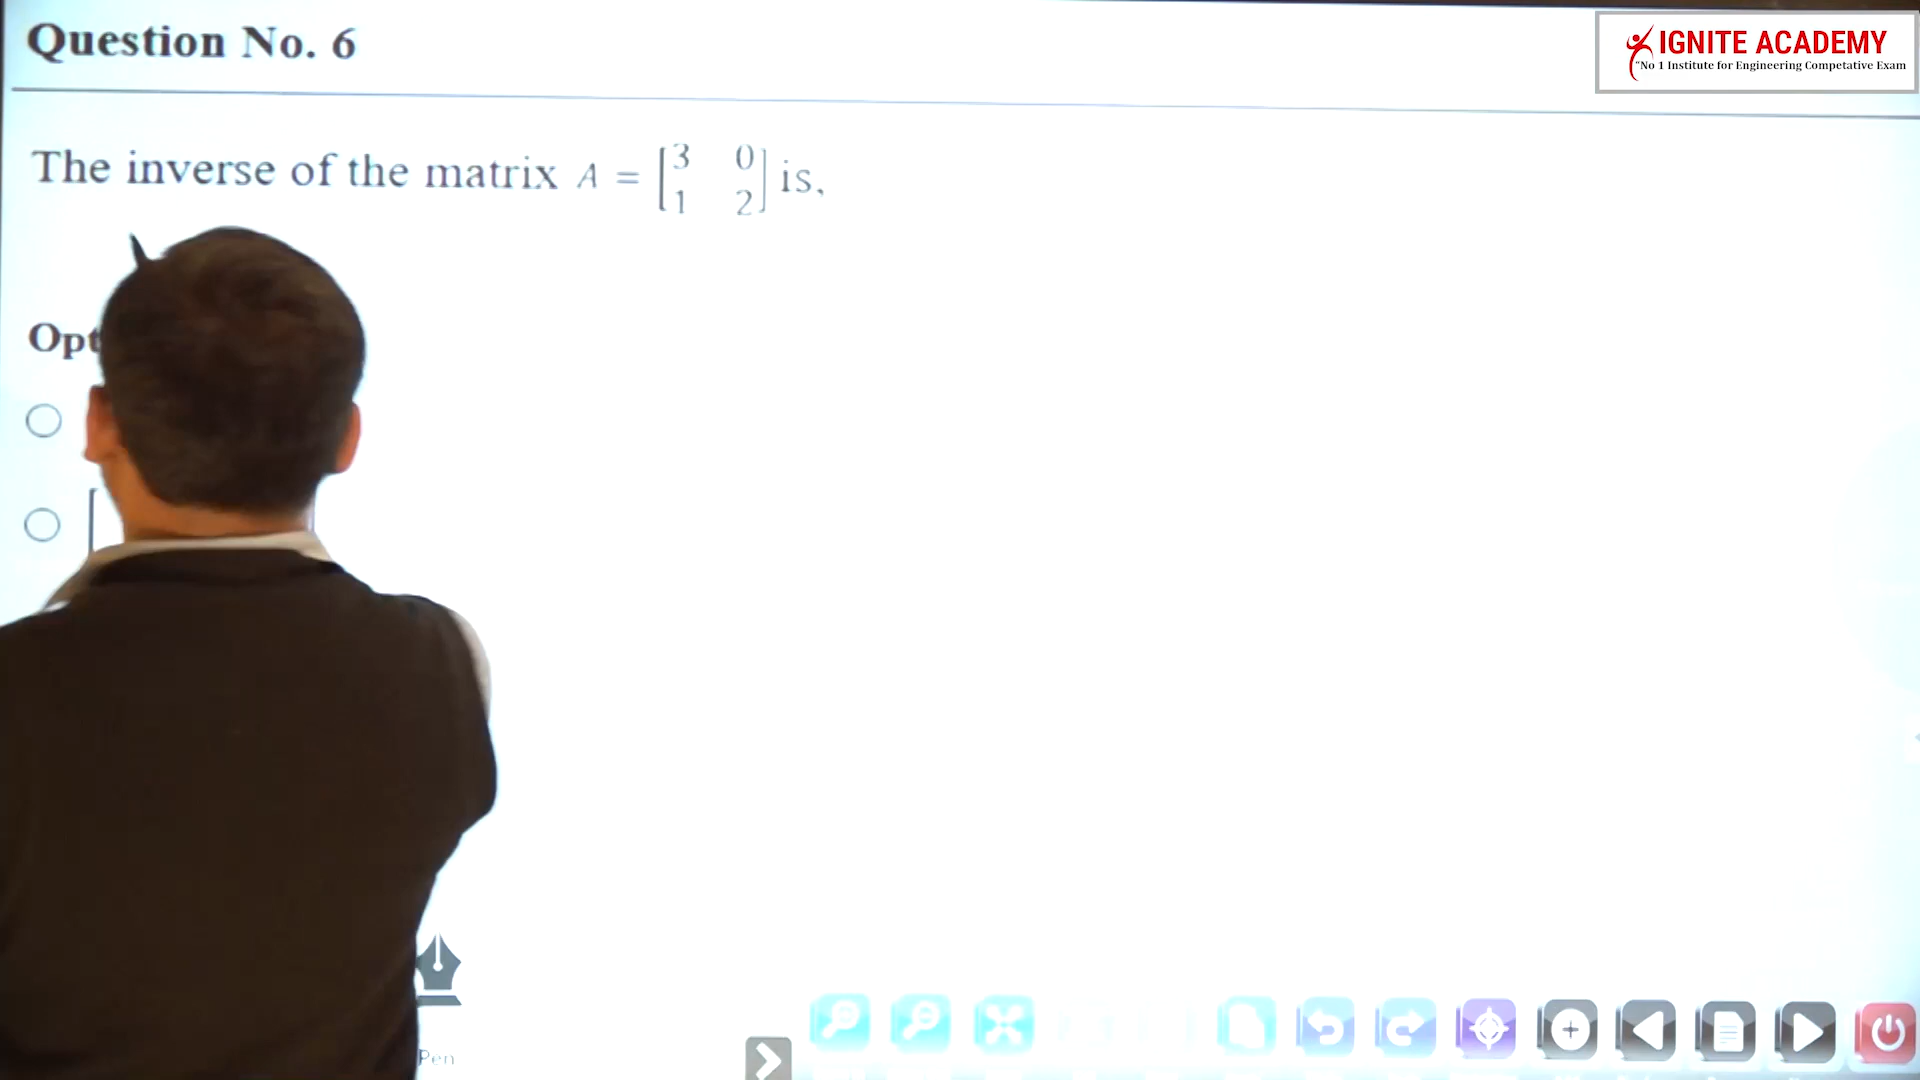 Question No. 6
IGNITE ACADEMY
"No 1 Institute for Engineering Competative Exam
The inverse of the matrix A = [3 0
1 2] is,
Opt
[
Pen